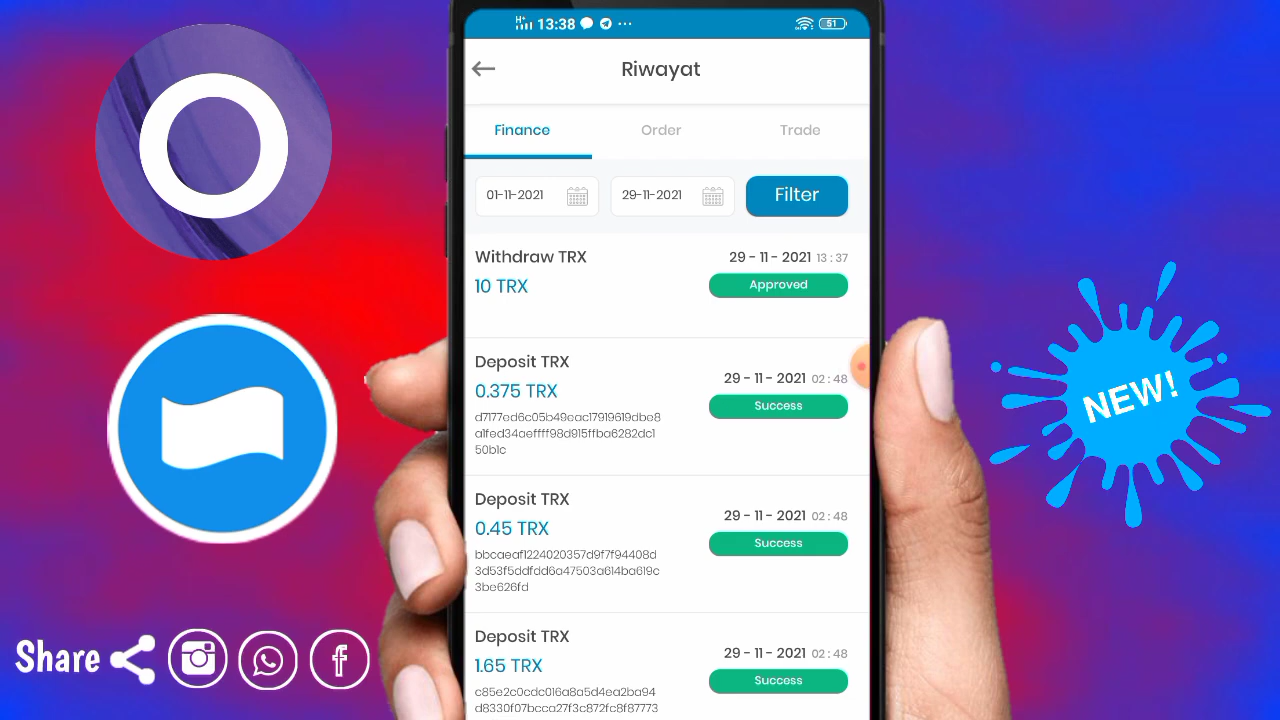 13:38
51
Riwayat
Finance
Order
Trade
01-11-2021
29-11-2021
Filter
Withdraw TRX
29 - 11 - 2021 13 : 37
10 TRX
Approved
Deposit TRX
29 - 11 - 2021 02 : 48
0.375 TRX
Success
d7177ed6c05b49eac17919619dbe8
a1fed34aeffff98d915ffba6282dc1
50b1c
Deposit TRX
29 - 11 - 2021 02 : 48
0.45 TRX
Success
bbcaeaf1224020357d9f7f94408d
3d53f5ddfdd6a47503a614ba619c
3be626fd
Deposit TRX
29 - 11 - 2021 02 : 48
1.65 TRX
Success
c85e2c0cdc016a8a5d4ea2ba94
d8330f07bcca27f3c872fc8f87773
NEW!
Share